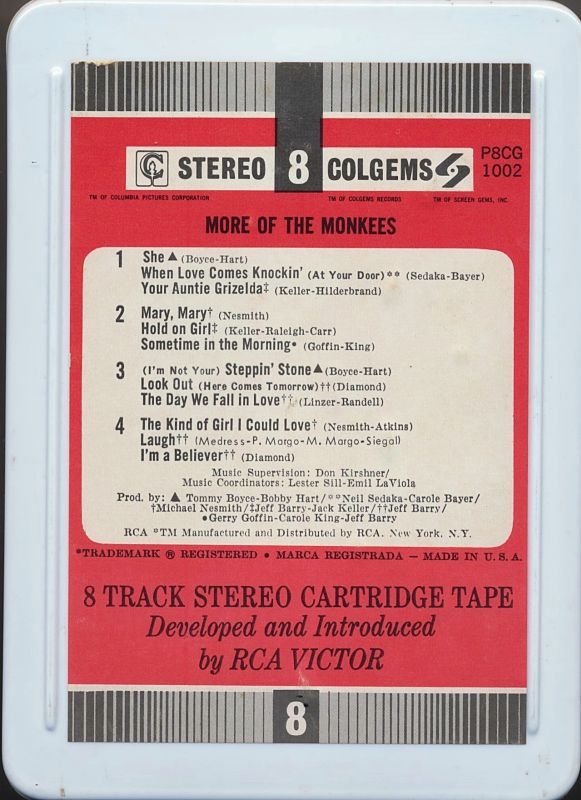 STEREO 8 COLGEMS
P8CG
1002
TM OF COLUMBIA PICTURES CORPORATION TM OF COLGEMS RECORDS TM OF SCREEN GEMS, INC.
MORE OF THE MONKEES
1 She ▲ (Boyce-Hart)
When Love Comes Knockin' (At Your Door)** (Sedaka-Bayer)
Your Auntie Grizelda‡ (Keller-Hilderbrand)
2 Mary, Mary† (Nesmith)
Hold on Girl‡ (Keller-Raleigh-Carr)
Sometime in the Morning• (Goffin-King)
3 (I'm Not Your) Steppin' Stone▲(Boyce-Hart)
Look Out (Here Comes Tomorrow)††(Diamond)
The Day We Fall in Love†† (Linzer-Randell)
4 The Kind of Girl I Could Love† (Nesmith-Atkins)
Laugh†† (Medress-P. Margo-M. Margo-Siegal)
I'm a Believer†† (Diamond)
Music Supervision: Don Kirshner/
Music Coordinators: Lester Sill-Emil LaViola
Prod. by: ▲ Tommy Boyce-Bobby Hart/**Neil Sedaka-Carole Bayer/
†Michael Nesmith/‡Jeff Barry-Jack Keller/††Jeff Barry/
•Gerry Goffin-Carole King-Jeff Barry
RCA *TM Manufactured and Distributed by RCA, New York, N.Y.
*TRADEMARK ® REGISTERED • MARCA REGISTRADA — MADE IN U.S.A.
8 TRACK STEREO CARTRIDGE TAPE
Developed and Introduced
by RCA VICTOR
8